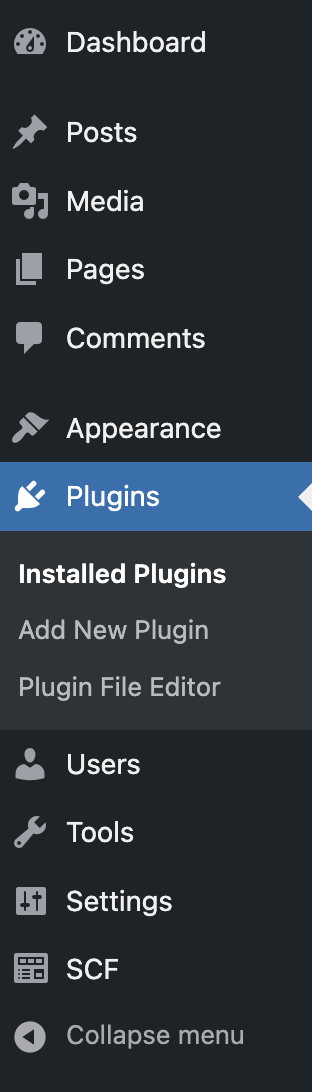 Dashboard
Posts
Media
Pages
Comments
Appearance
Plugins
Installed Plugins
Add New Plugin
Plugin File Editor
Users
Tools
Settings
SCF
Collapse menu